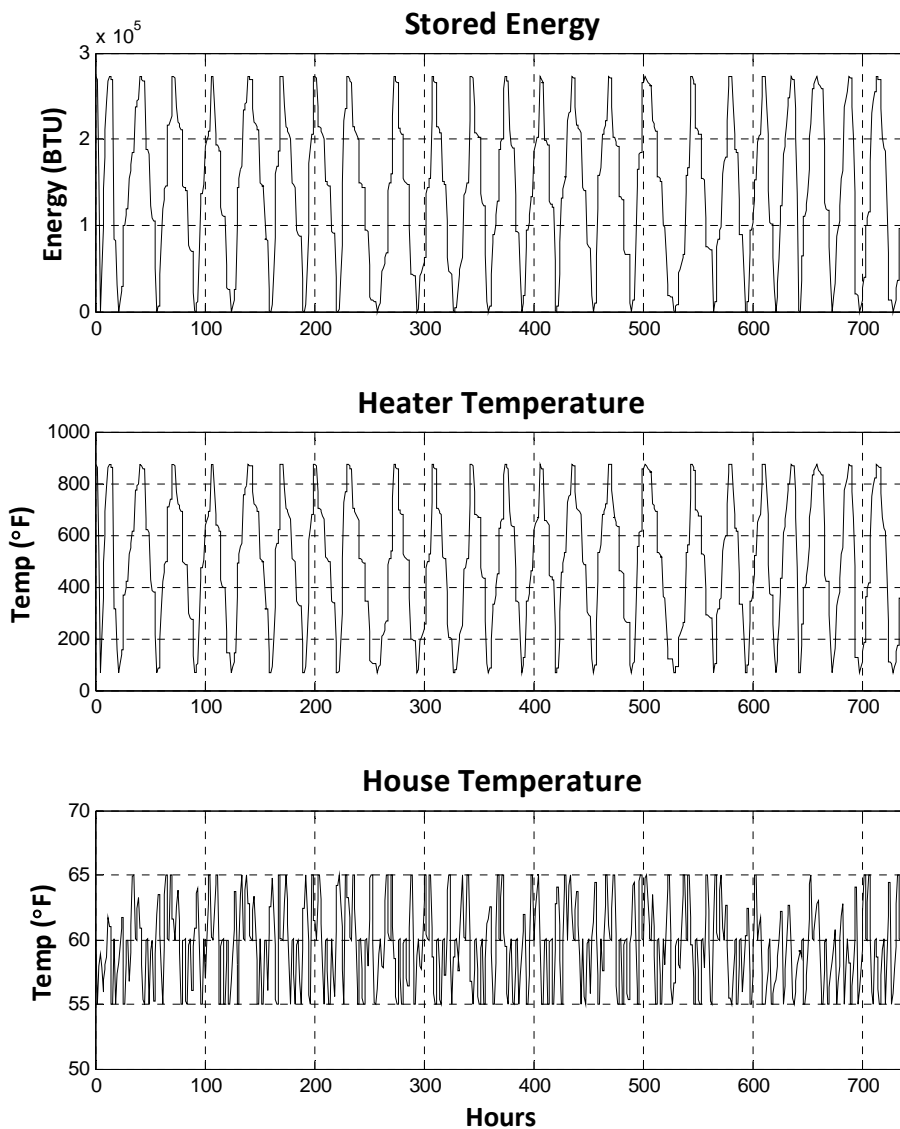 Stored Energy
x 10^5
Energy (BTU)
3
2
1
0
0 100 200 300 400 500 600 700
Heater Temperature
Temp (°F)
1000
800
600
400
200
0
0 100 200 300 400 500 600 700
House Temperature
Temp (°F)
70
65
60
55
50
0 100 200 300 400 500 600 700
Hours